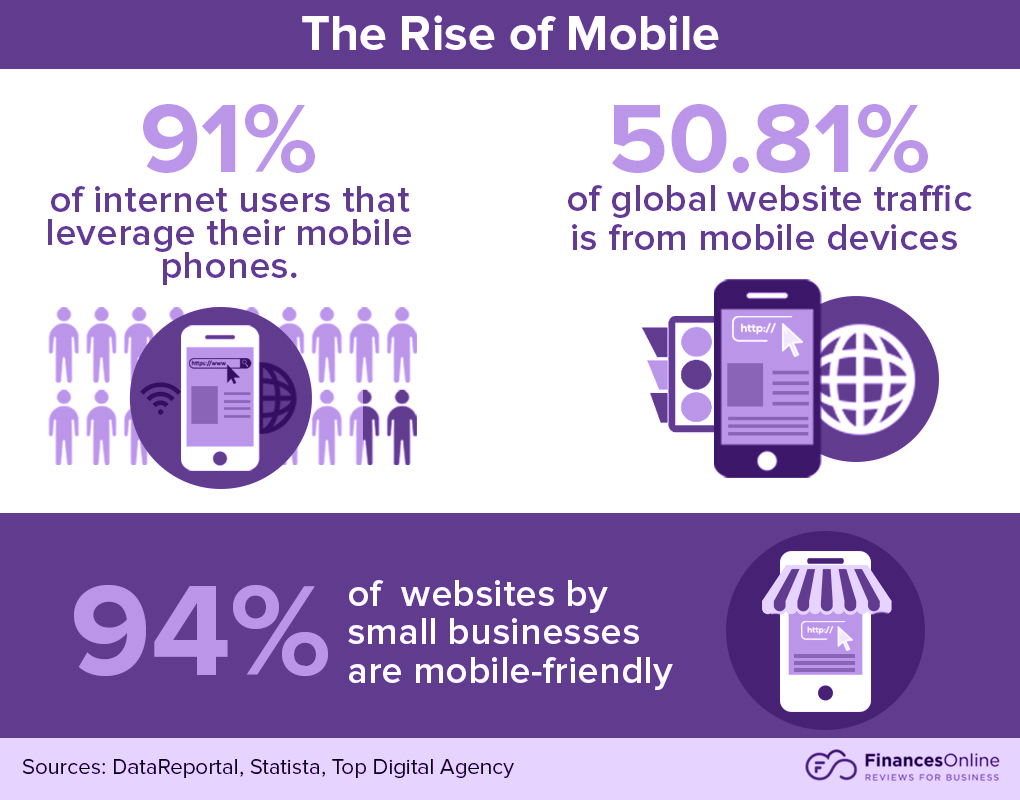 The Rise of Mobile
91%
of internet users that
leverage their mobile
phones.
https://www
50.81%
of global website traffic
is from mobile devices
http://
94%
of websites by
small businesses
are mobile-friendly
http://
Sources: DataReportal, Statista, Top Digital Agency
FinancesOnline
REVIEWS FOR BUSINESS